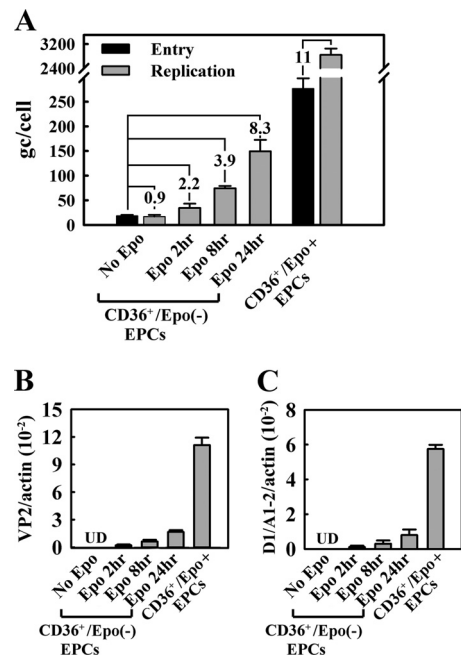 A
Entry
Replication
gc/cell
3200
2400
250
200
150
100
50
0
0.9
2.2
3.9
8.3
11
No Epo
Epo 2hr
Epo 8hr
Epo 24hr
CD36+/Epo+
EPCs
CD36+/Epo(-)
EPCs
B
VP2/actin (10-2)
15
12
9
6
3
0
UD
No Epo
Epo 2hr
Epo 8hr
Epo 24hr
CD36+/Epo+
EPCs
CD36+/Epo(-)
EPCs
C
D1/A1-2/actin (10-2)
8
6
4
2
0
UD
No Epo
Epo 2hr
Epo 8hr
Epo 24hr
CD36+/Epo+
EPCs
CD36+/Epo(-)
EPCs